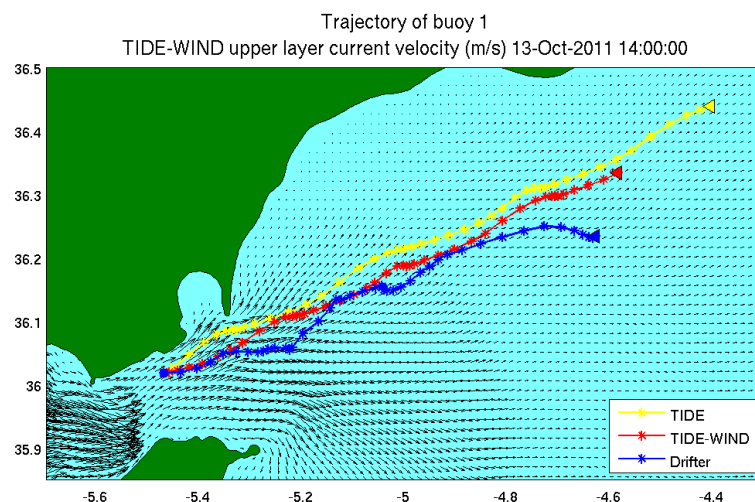 Trajectory of buoy 1
TIDE-WIND upper layer current velocity (m/s) 13-Oct-2011 14:00:00
36.5
36.4
36.3
36.2
36.1
36
35.9
TIDE
TIDE-WIND
Drifter
-5.6
-5.4
-5.2
-5
-4.8
-4.6
-4.4